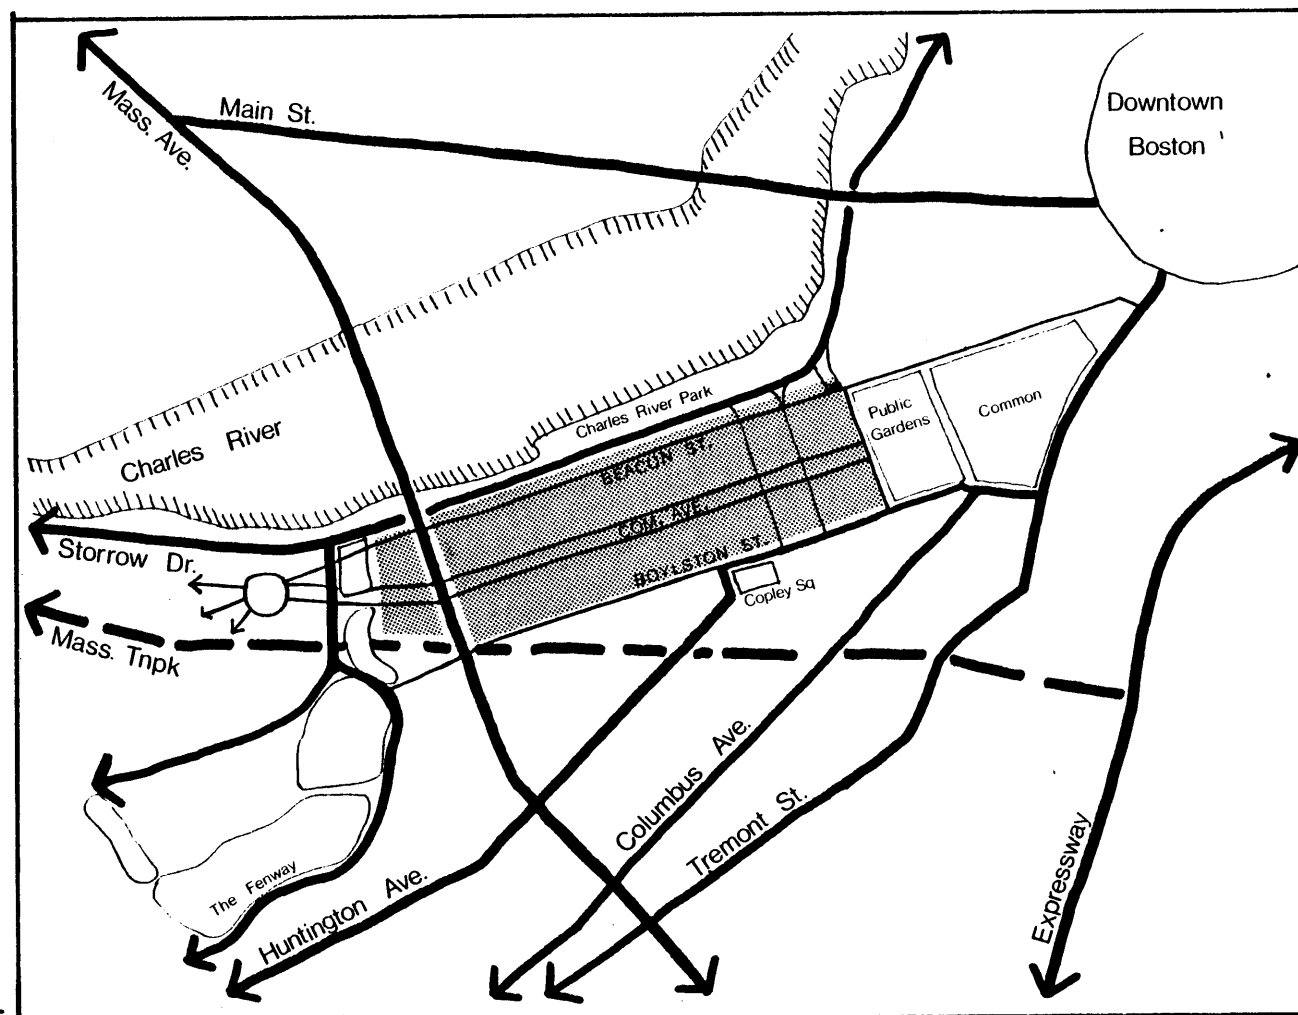 Mass. Ave.
Main St.
Downtown
Boston
Charles River
Charles River Park
Public
Gardens
Common
BEACON ST.
COM. AVE.
BOYLSTON ST.
Storrow Dr.
Copley Sq
Mass. Tnpk
Columbus Ave.
Tremont St.
The Fenway
Huntington Ave.
Expressway